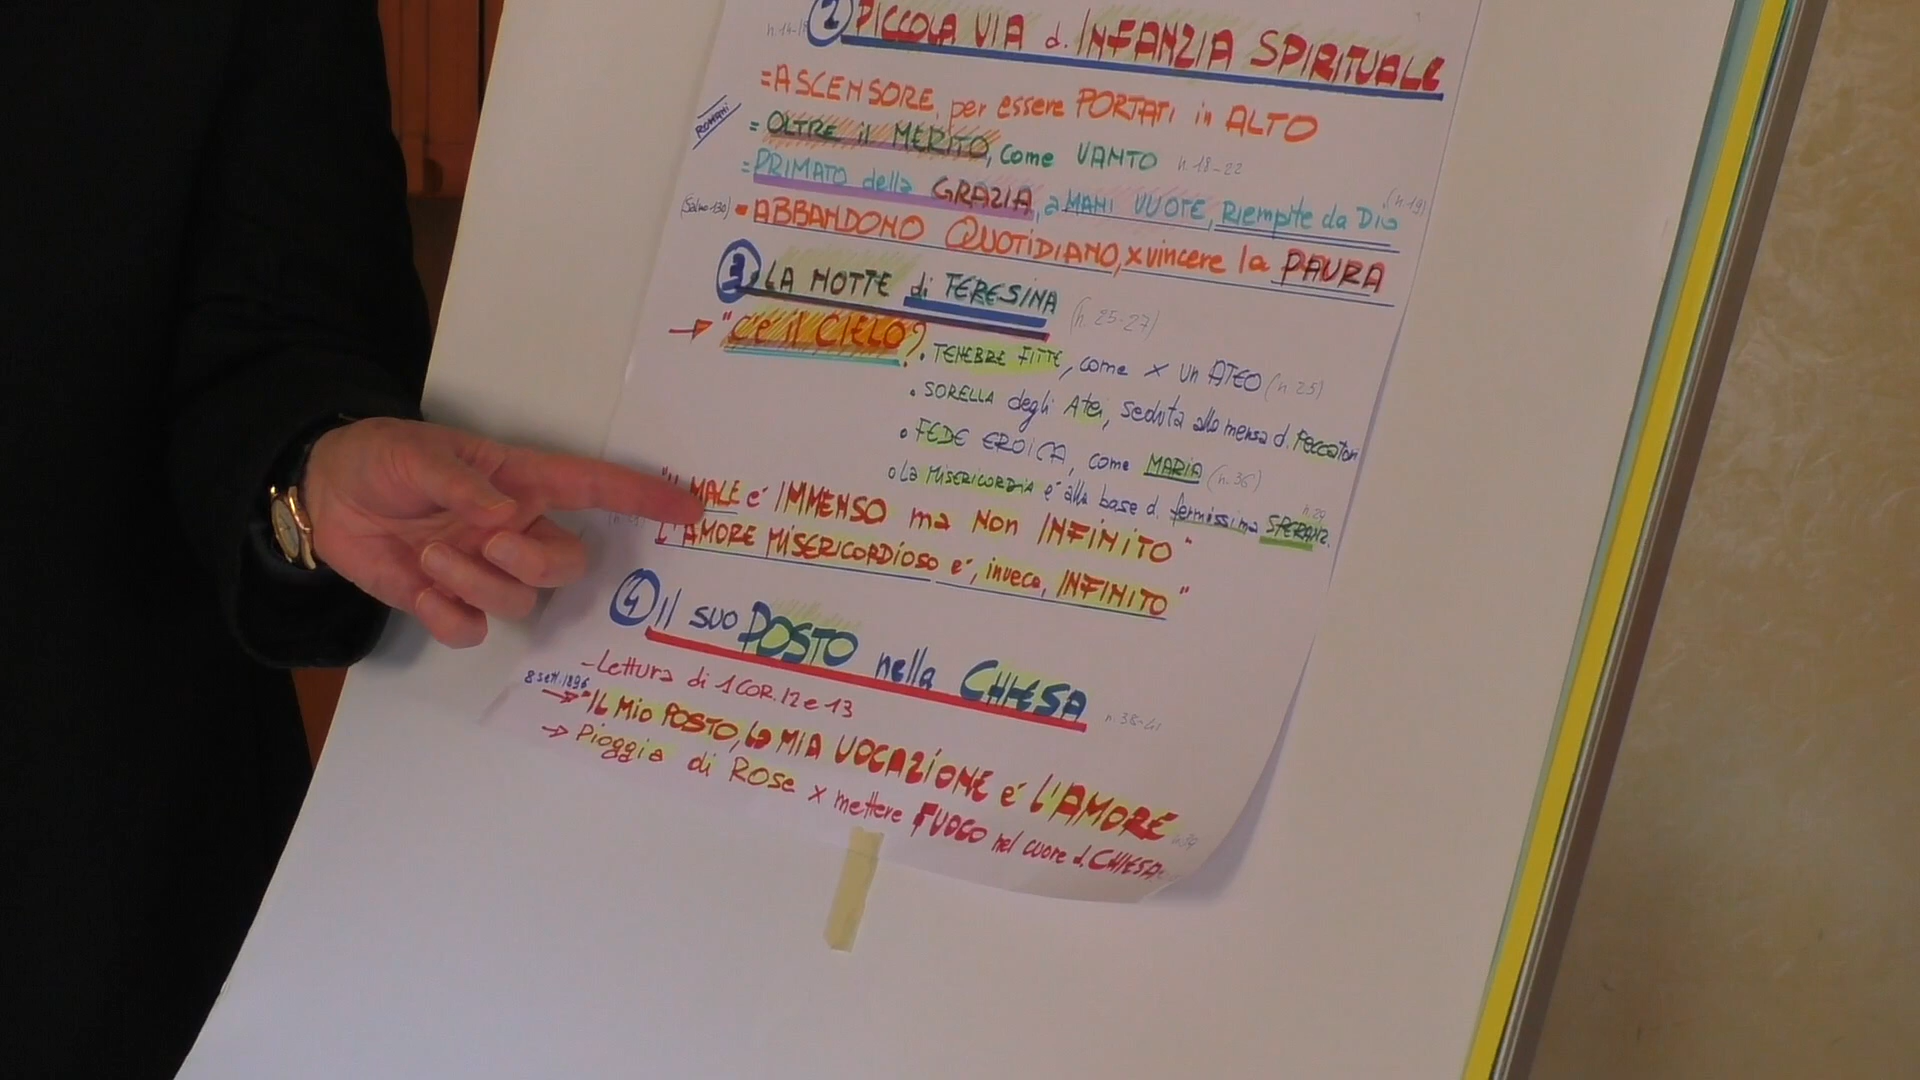 2 PICCOLA VIA d. INFANZIA SPIRITUALE
= ASCENSORE, per essere PORTATI in ALTO
ROMANI
= OLTRE il MERITO, come VANTO n. 18-22
= PRIMATO della GRAZIA, a MANI VUOTE, Riempite da DIO (n. 19)
(Salmo 130) = ABBANDONO QUOTIDIANO, x vincere la PAURA
3 LA NOTTE di TERESINA (n. 25-27)
→ "C'è il CIELO?
. TENEBRE FITTE, come x un ATEO (n. 25)
. SORELLA degli Atei, seduta alla mensa d. Peccatori
. FEDE EROICA, come MARIA (n. 36)
o La MISERICORDIA è alla base d. fermissima SPERANZ. n. 29
"Il MALE e' IMMENSO ma NON INFINITO"
L'AMORE MISERICORDIOSO e', invece, INFINITO"
4 Il suo POSTO nella CHIESA
- Lettura di 1 COR. 12 e 13
8 sett. 1896
→ "IL MIO POSTO, la MIA VOCAZIONE e' L'AMORE
→ Pioggia di Rose x mettere FUOCO nel cuore d. CHIESA